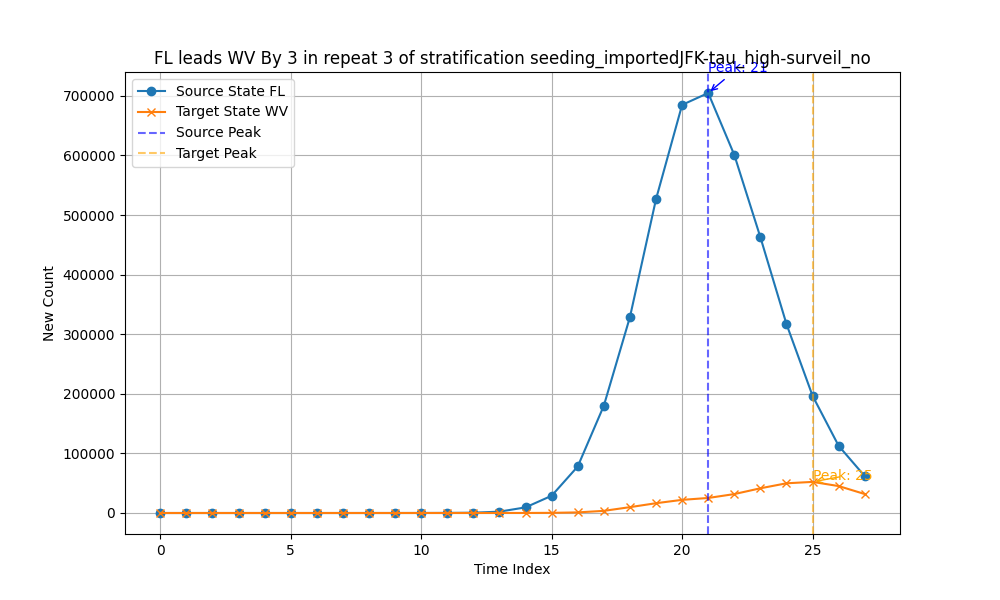 FL leads WV By 3 in repeat 3 of stratification seeding_importedJFK-tau_high-surveil_no
Peak: 21
Source State FL
Target State WV
Source Peak
Target Peak
700000
600000
500000
400000
300000
200000
100000
0
New Count
Peak: 25
0 5 10 15 20 25
Time Index